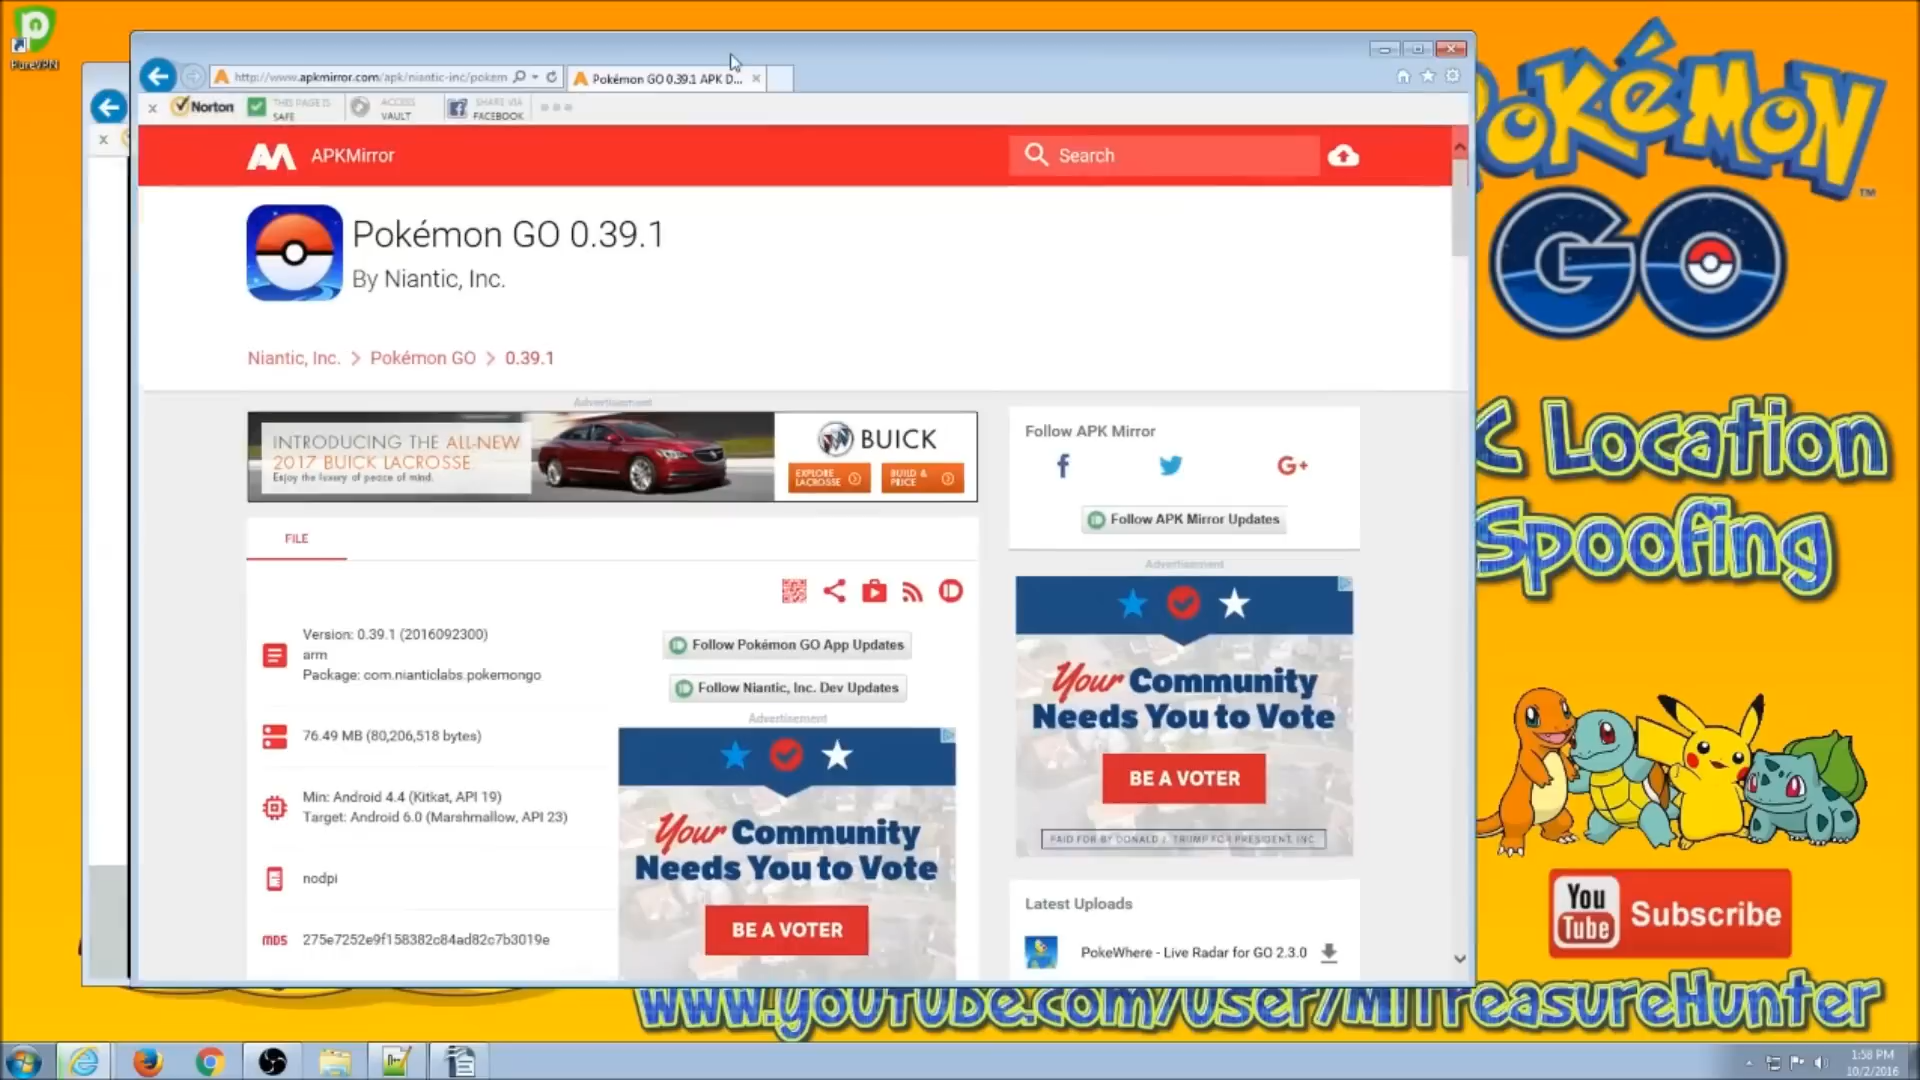 PureVPN
http://www.apkmirror.com/apk/niantic-inc/pokem
Pokémon GO 0.39.1 APK D...
Norton
THIS PAGE IS
SAFE
ACCESS
VAULT
SHARE VIA
FACEBOOK
APKMirror
Search
Pokémon GO 0.39.1
By Niantic, Inc.
Niantic, Inc. > Pokémon GO > 0.39.1
Advertisement
INTRODUCING THE ALL-NEW
2017 BUICK LACROSSE.
Enjoy the luxury of peace of mind.
BUICK
EXPLORE
LACROSSE
BUILD &
PRICE
FILE
Version: 0.39.1 (2016092300)
arm
Package: com.nianticlabs.pokemongo
76.49 MB (80,206,518 bytes)
Min: Android 4.4 (Kitkat, API 19)
Target: Android 6.0 (Marshmallow, API 23)
nodpi
MD5 275e7252e9f158382c84ad82c7b3019e
Follow Pokémon GO App Updates
Follow Niantic, Inc. Dev Updates
Advertisement
Your Community
Needs You to Vote
BE A VOTER
Follow APK Mirror
f
G+
Follow APK Mirror Updates
Advertisement
Your Community
Needs You to Vote
BE A VOTER
PAID FOR BY DONALD J. TRUMP FOR PRESIDENT, INC.
Latest Uploads
PokeWhere - Live Radar for GO 2.3.0
POKÉMON
TM
GO
C Location
Spoofing
You
Tube
Subscribe
www.youtube.com/user/MITreasureHunter
1:58 PM
10/2/2016